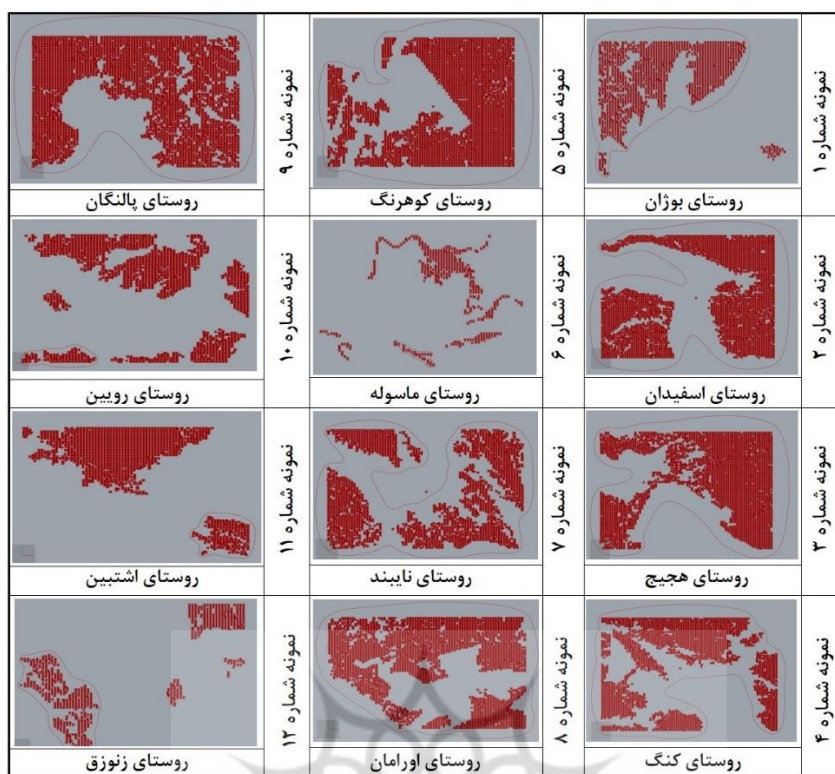 نمونه شماره ۱
روستای بوژان
نمونه شماره ۲
روستای اسفیدان
نمونه شماره ۳
روستای هجیج
نمونه شماره ۴
روستای کنگ
نمونه شماره ۵
روستای کوهرنگ
نمونه شماره ۶
روستای ماسوله
نمونه شماره ۷
روستای نایبند
نمونه شماره ۸
روستای اورامان
نمونه شماره ۹
روستای پالنگان
نمونه شماره ۱۰
روستای رویین
نمونه شماره ۱۱
روستای اشتبین
نمونه شماره ۱۲
روستای زنوزق